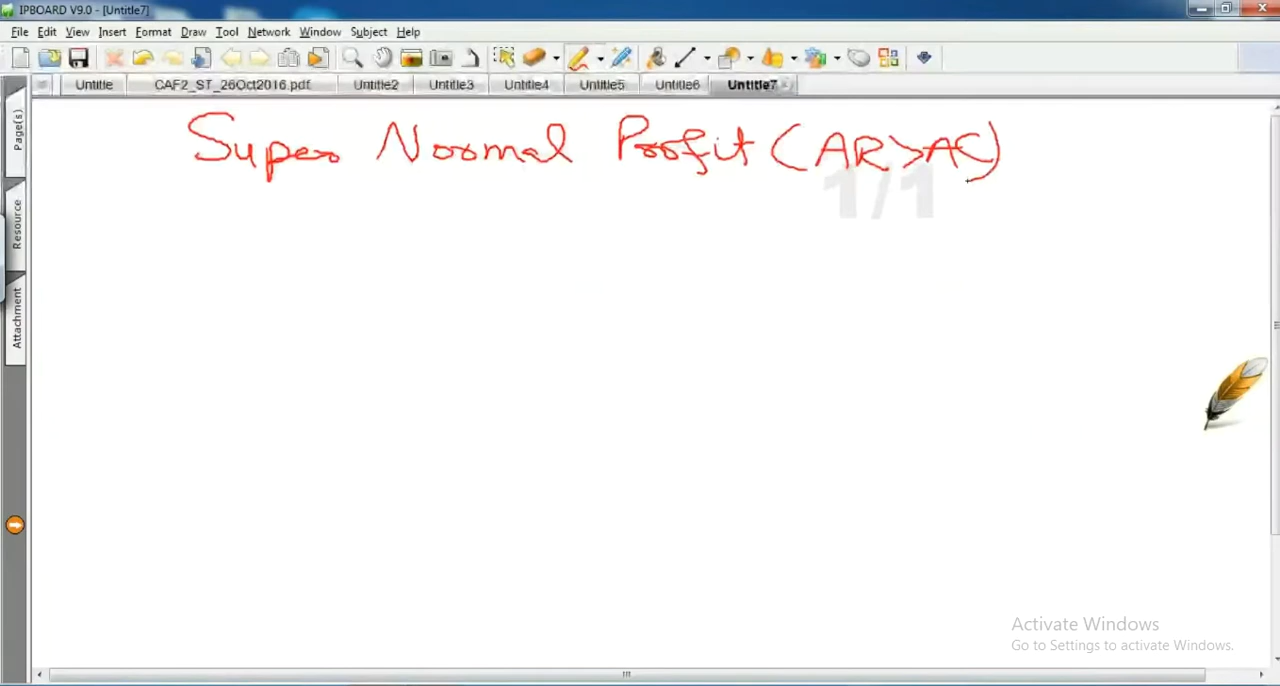 IPBOARD V9.0 - [Untitle7]
File Edit View Insert Format Draw Tool Network Window Subject Help
Untitle CAF2_ST_26Oct2016.pdf Untitle2 Untitle3 Untitle4 Untitle5 Untitle6 Untitle7
Page(s)
Super Normal Profit (AR>AC)
1/1
Resource
Attachment
Activate Windows
Go to Settings to activate Windows.